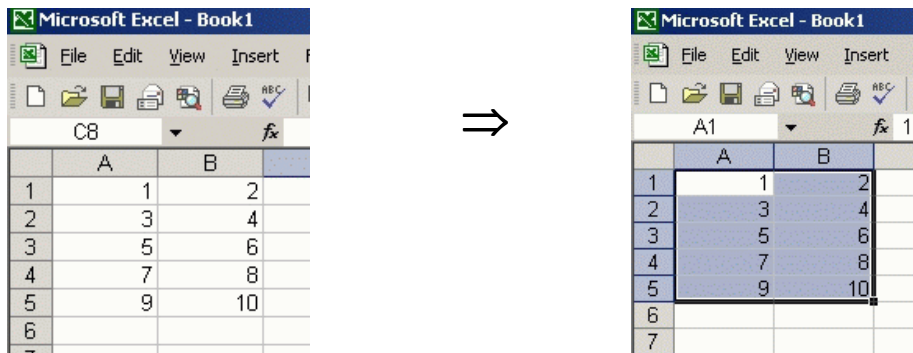 Microsoft Excel - Book1
File Edit View Insert
ABC
C8 fx
A B
1 1 2
2 3 4
3 5 6
4 7 8
5 9 10
6
⇒
Microsoft Excel - Book1
File Edit View Insert
ABC
A1 fx 1
A B
1 1 2
2 3 4
3 5 6
4 7 8
5 9 10
6
7